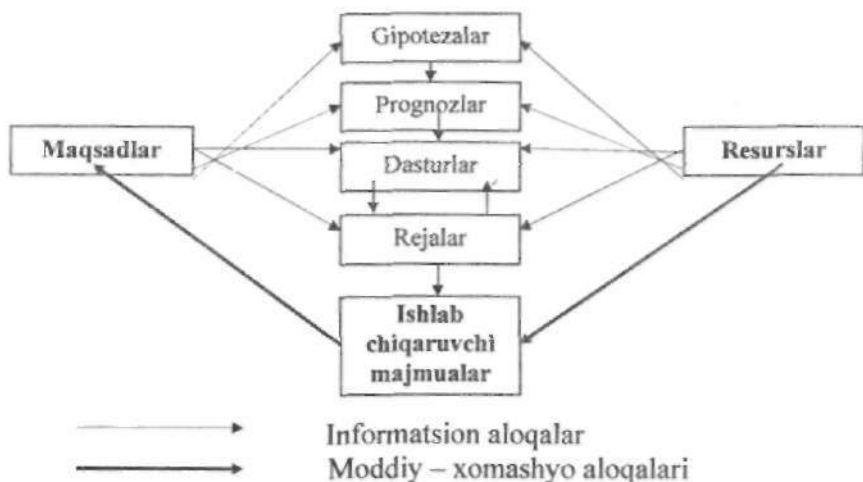 Gipotezalar
Prognozlar
Maqsadlar
Dasturlar
Resurslar
Rejalar
Ishlab
chiqaruvchi
majmualar
Informatsion aloqalar
Moddiy – xomashyo aloqalari